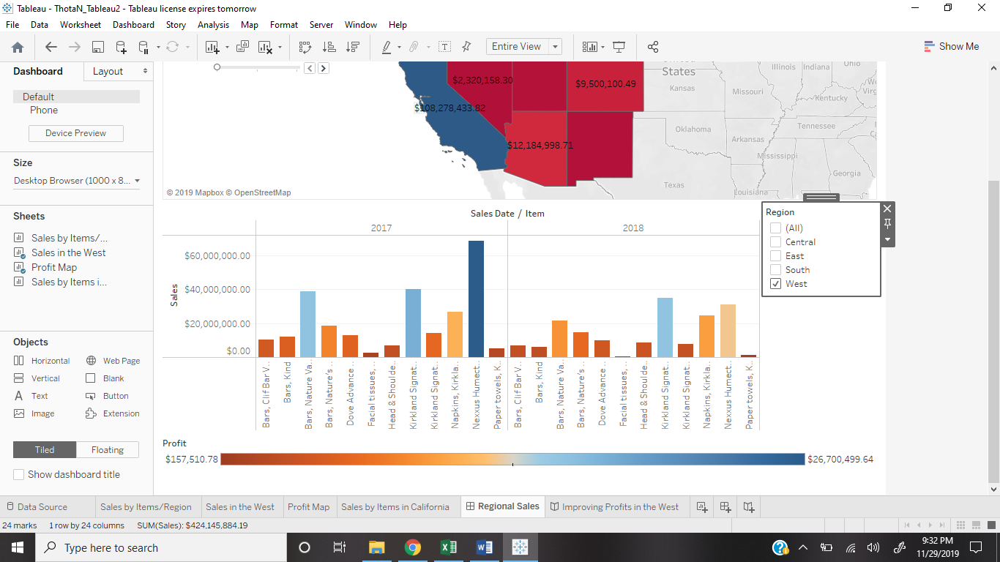 Tableau - ThotaN_Tableau2 - Tableau license expires tomorrow
File Data Worksheet Dashboard Story Analysis Map Format Server Window Help
Entire View
Show Me
Dashboard Layout
Default
Phone
Device Preview
Size
Desktop Browser (1000 x 8...
Sheets
Sales by Items/...
Sales in the West
Profit Map
Sales by Items i...
Objects
Horizontal Web Page
Vertical Blank
Text Button
Image Extension
Tiled Floating
Show dashboard title
States
Illinois Indiana Ohio
$2,320,158.30
$9,500,100.49
Kansas
Missouri
Kentucky
$108,278,433.82
Oklahoma
Tennessee
Arkansas
$12,184,998.71
Mississippi
Georgia
Texas
Louisiana
© 2019 Mapbox © OpenStreetMap
Sales Date / Item
2017 2018
Sales
$60,000,000.00
$40,000,000.00
$20,000,000.00
$0.00
Bars, Clif Bar V..
Bars, Kind
Bars, Nature Va..
Bars, Nature's ..
Dove Advance ..
Facial tissues, ..
Head & Shoulde..
Kirkland Signat..
Kirkland Signat..
Napkins, Kirkla..
Nexxus Humect..
Paper towels, K..
Bars, Clif Bar V..
Bars, Kind
Bars, Nature Va..
Bars, Nature's ..
Dove Advance ..
Facial tissues, ..
Head & Shoulde..
Kirkland Signat..
Kirkland Signat..
Napkins, Kirkla..
Nexxus Humect..
Paper towels, K..
Region
(All)
Central
East
South
West
Profit
$157,510.78 $26,700,499.64
Data Source Sales by Items/Region Sales in the West Profit Map Sales by Items in California Regional Sales Improving Profits in the West
24 marks 1 row by 24 columns SUM(Sales): $424,145,884.19
Type here to search
9:32 PM
11/29/2019